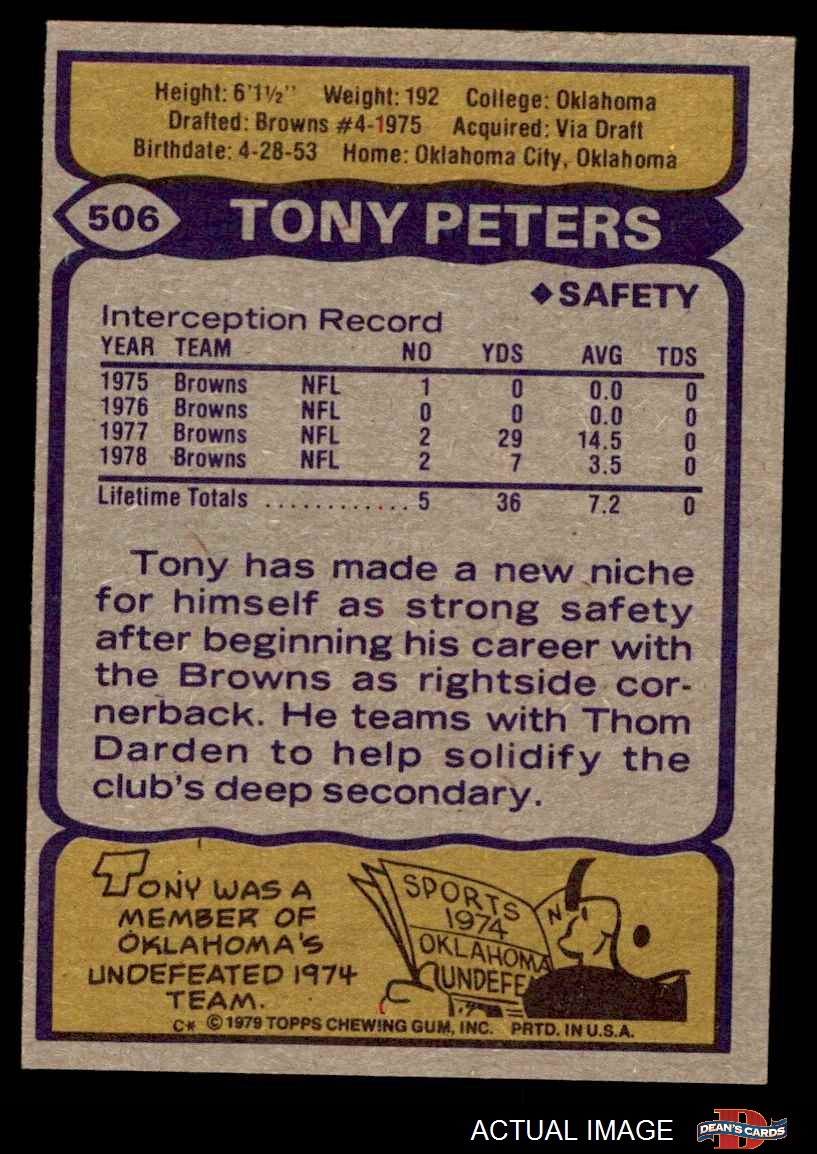 Height: 6'1½" Weight: 192 College: Oklahoma
Drafted: Browns #4-1975 Acquired: Via Draft
Birthdate: 4-28-53 Home: Oklahoma City, Oklahoma
506 TONY PETERS
◆SAFETY
Interception Record
YEAR TEAM NO YDS AVG TDS
1975 Browns NFL 1 0 0.0 0
1976 Browns NFL 0 0 0.0 0
1977 Browns NFL 2 29 14.5 0
1978 Browns NFL 2 7 3.5 0
Lifetime Totals ............ 5 36 7.2 0
Tony has made a new niche
for himself as strong safety
after beginning his career with
the Browns as rightside cor-
nerback. He teams with Thom
Darden to help solidify the
club's deep secondary.
TONY WAS A
MEMBER OF
OKLAHOMA'S
UNDEFEATED 1974
TEAM.
SPORTS
1974
OKLAHOMA
UNDEFE
C* © 1979 TOPPS CHEWING GUM, INC. PRTD. IN U.S.A.
ACTUAL IMAGE
D
DEAN'S CARDS